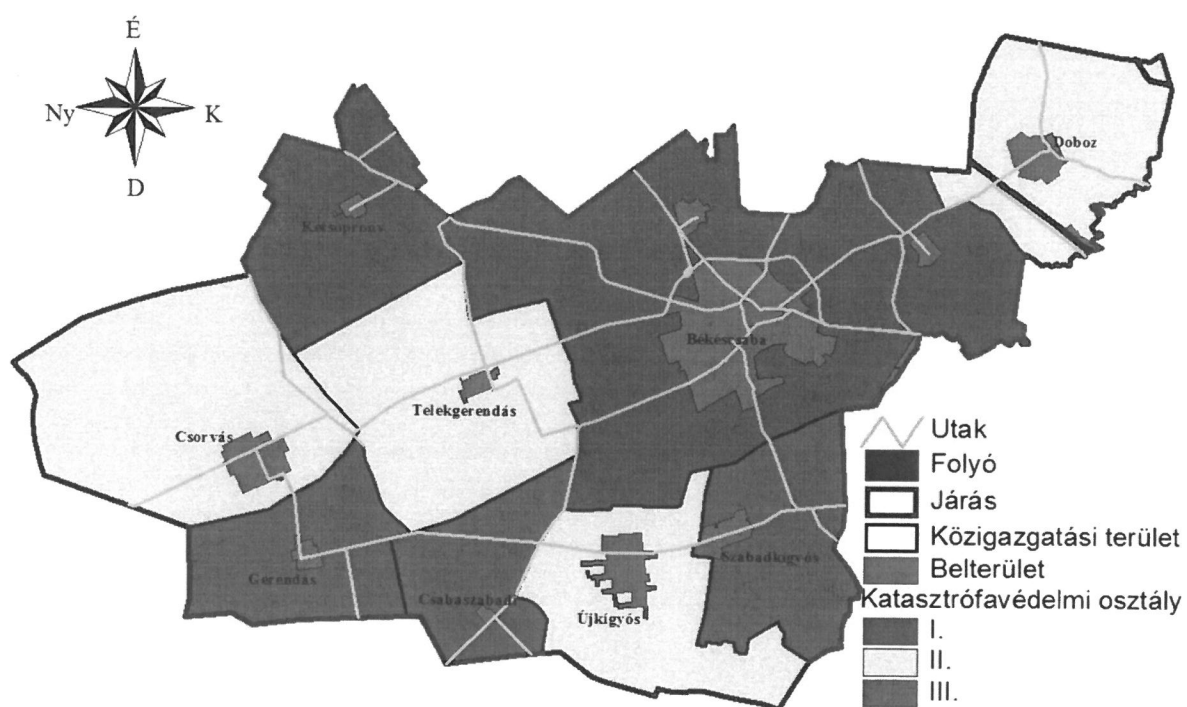 É
Ny
K
D
Doboz
Kétsoprony
Békéscsaba
Telekgerendás
Csorvás
Gerendás
Csabaszabadi
Újkígyós
Szabadkígyós
Utak
Folyó
Járás
Közigazgatási terület
Belterület
Katasztrófavédelmi osztály
I.
II.
III.